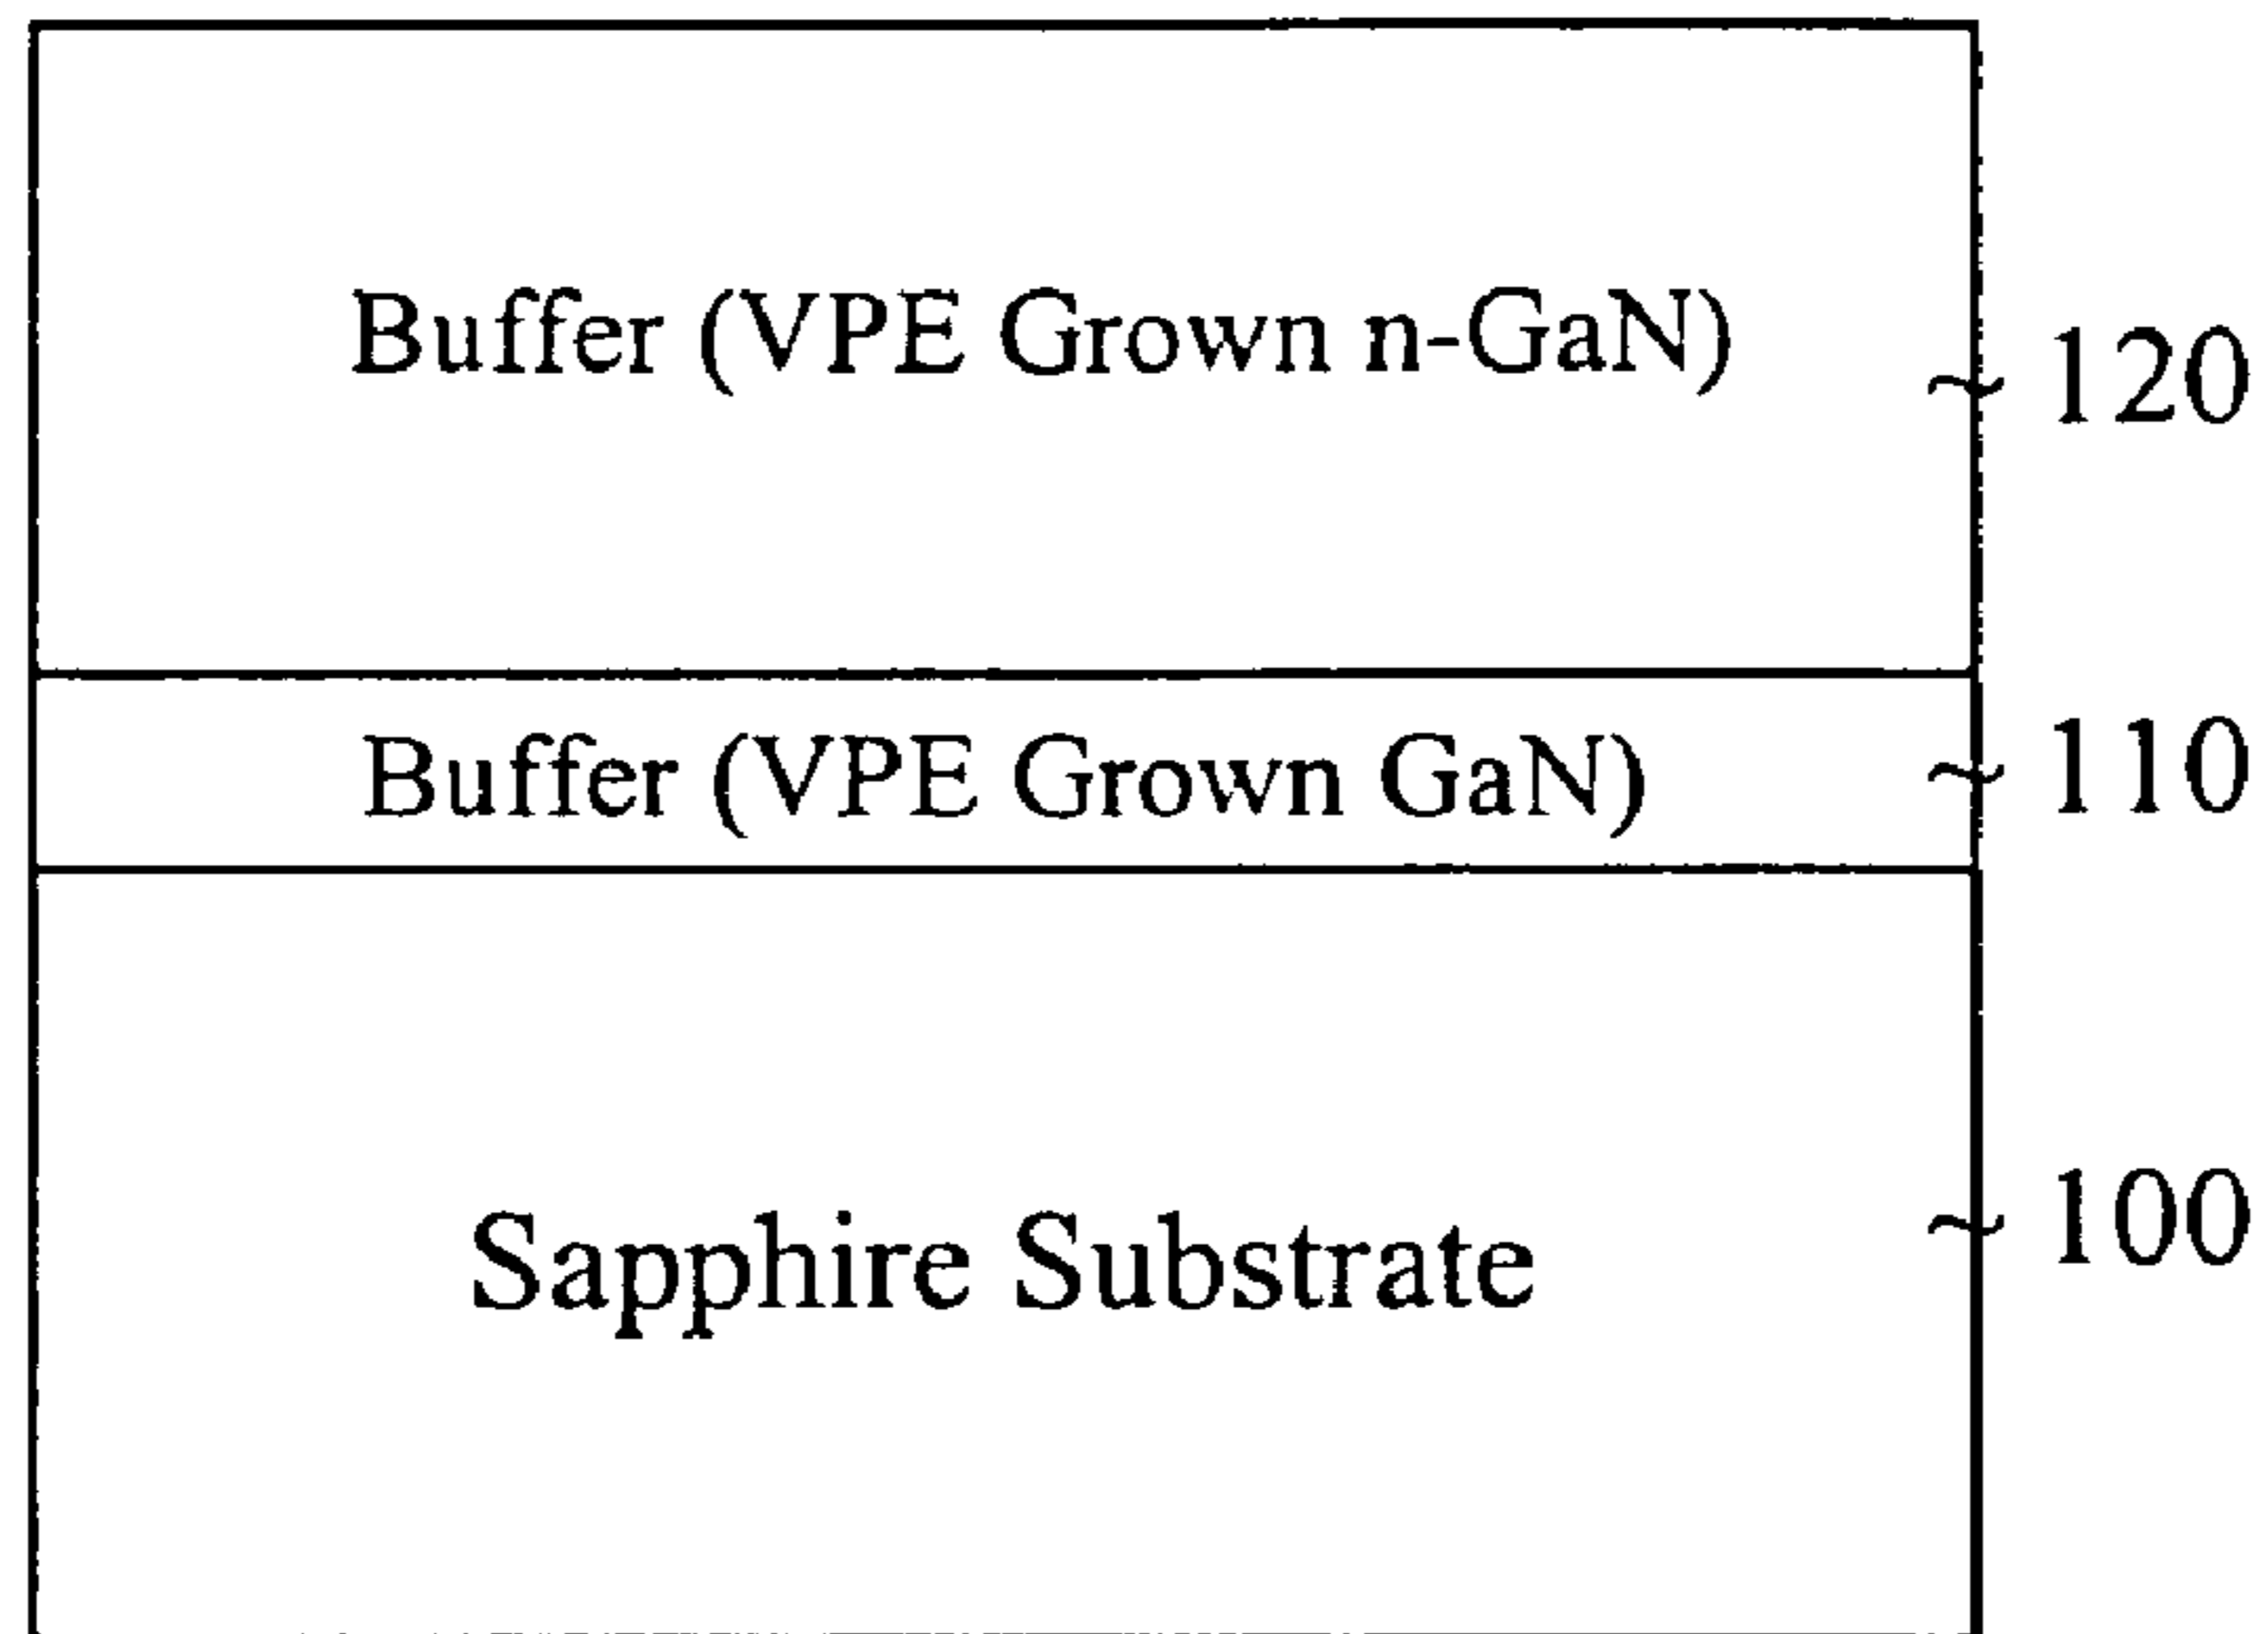 Buffer (VPE Grown n-GaN) ~ 120
Buffer (VPE Grown GaN) ~ 110
Sapphire Substrate ~ 100